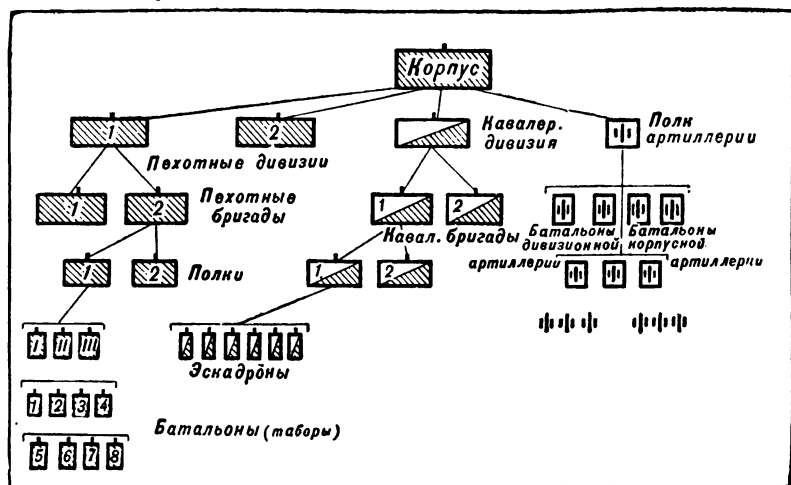 Корпус
1
2
Кавалер.
дивизия
Полк
артиллерии
Пехотные дивизии
1
2
Пехотные
бригады
1
2
Кавал. бригады
Батальоны
дивизионной
артиллерии
Батальоны
корпусной
артиллерии
1
2
Полки
1
2
I II III
Эскадроны
1 2 3 4
Батальоны (таборы)
5 6 7 8